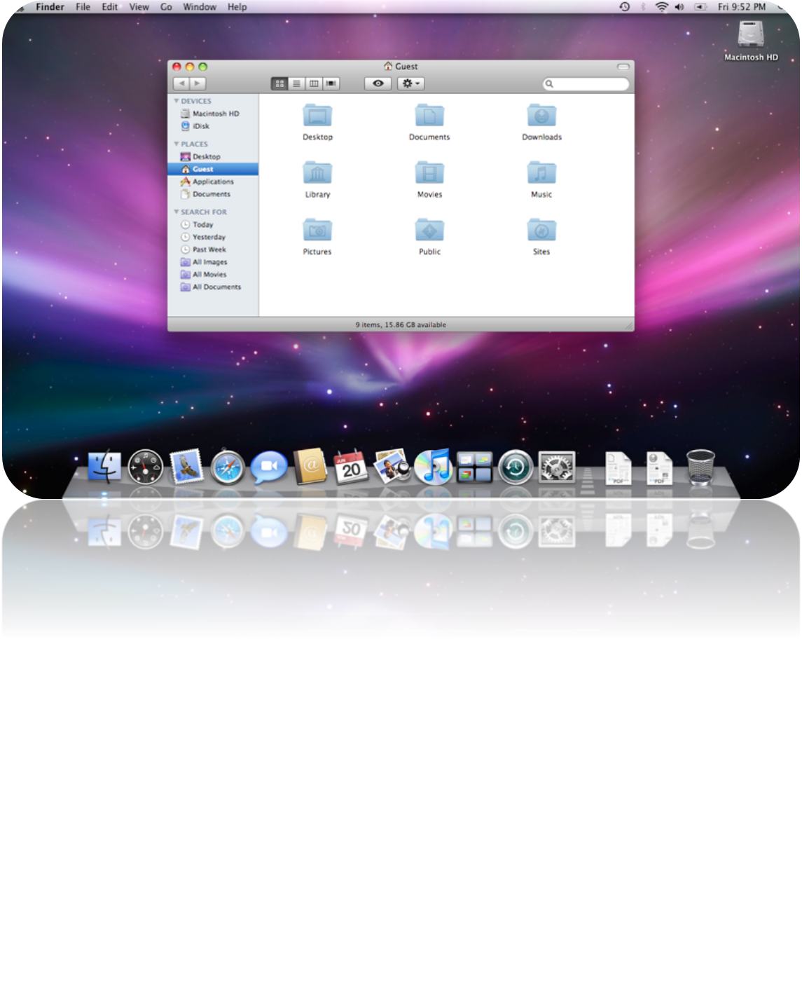 Finder File Edit View Go Window Help Fri 9:52 PM
Macintosh HD
Guest
DEVICES
Macintosh HD
iDisk
PLACES
Desktop
Guest
Applications
Documents
SEARCH FOR
Today
Yesterday
Past Week
All Images
All Movies
All Documents
Desktop Documents Downloads
Library Movies Music
Pictures Public Sites
9 items, 15.86 GB available
@
JUN
20
PDF
PDF